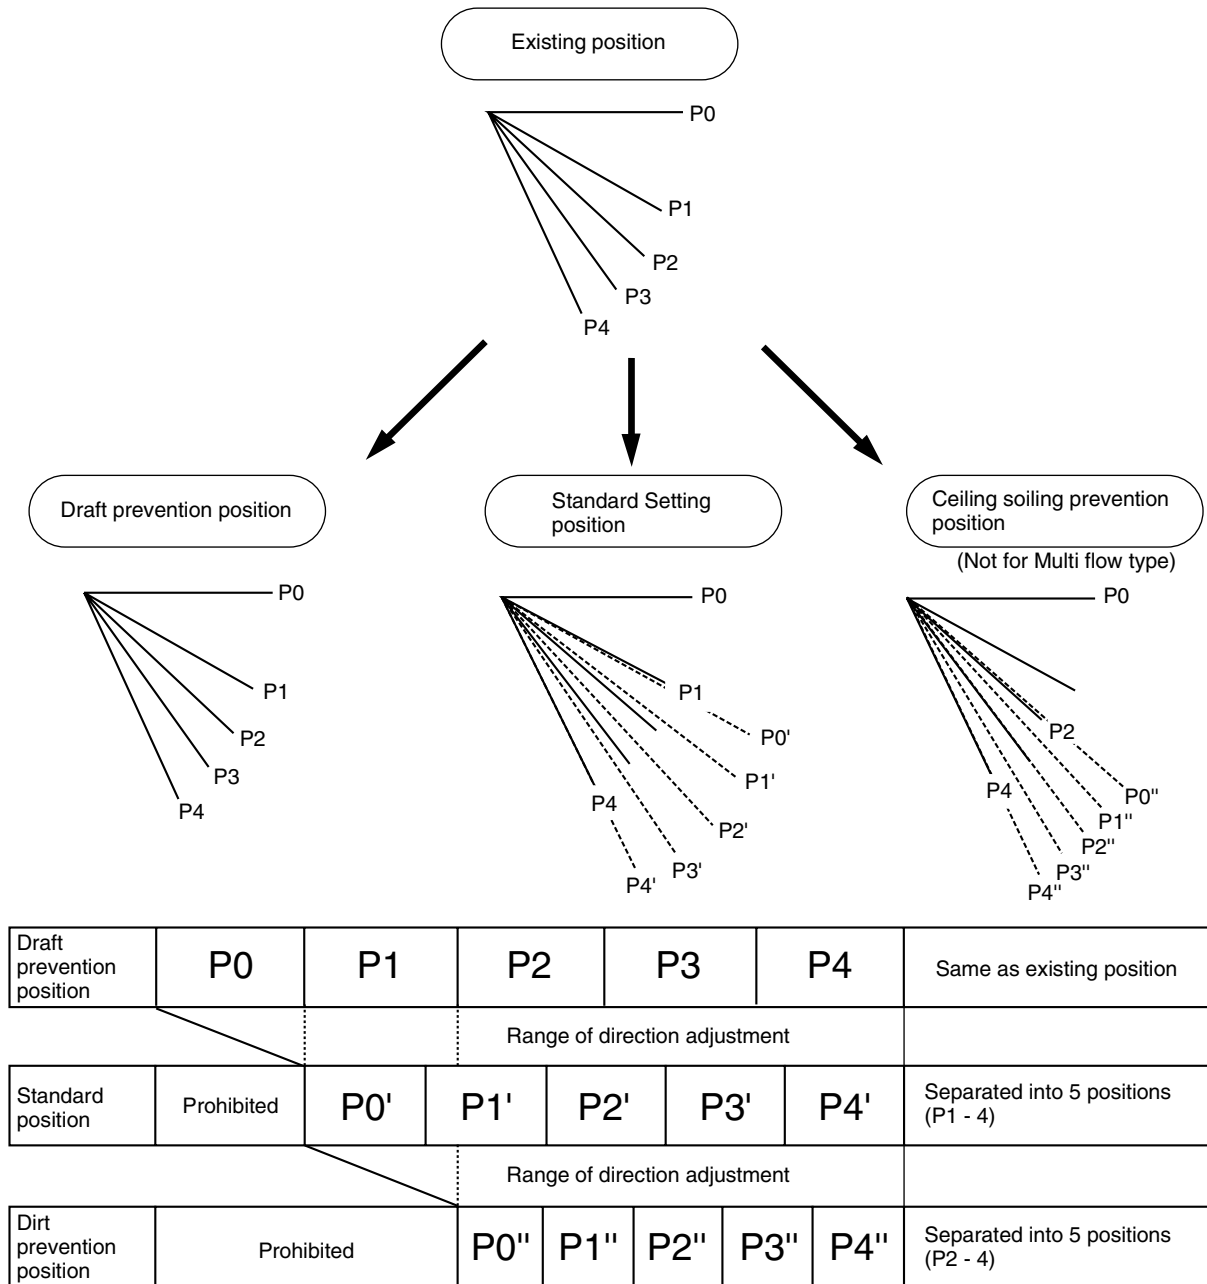 Existing position
P0
P1
P2
P3
P4
Draft prevention position
P0
P1
P2
P3
P4
Standard Setting
position
P0
P1
P0'
P1'
P4
P2'
P3'
P4'
Ceiling soiling prevention
position
(Not for Multi flow type)
P0
P2
P4
P0"
P1"
P2"
P3"
P4"
Draft
prevention
position
P0
P1
P2
P3
P4
Same as existing position
Range of direction adjustment
Standard
position
Prohibited
P0'
P1'
P2'
P3'
P4'
Separated into 5 positions
(P1 - 4)
Range of direction adjustment
Dirt
prevention
position
Prohibited
P0"
P1"
P2"
P3"
P4"
Separated into 5 positions
(P2 - 4)